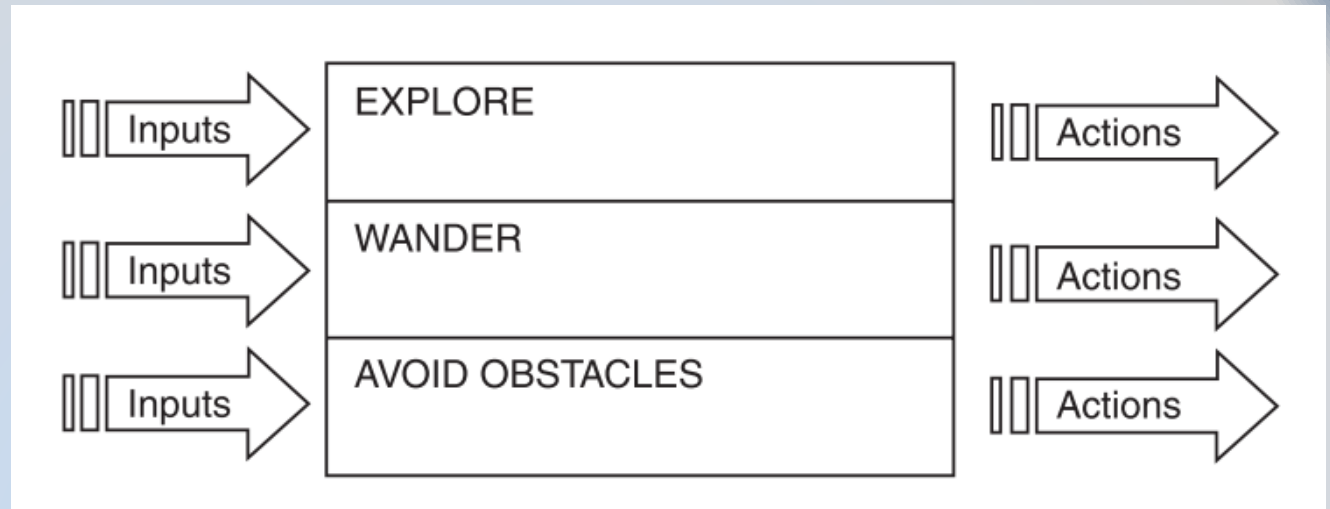 Inputs
EXPLORE
Actions
Inputs
WANDER
Actions
Inputs
AVOID OBSTACLES
Actions